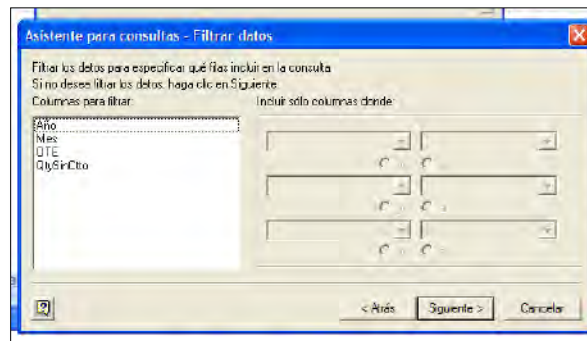 Asistente para consultas - Filtrar datos
Filtrar los datos para especificar qué filas incluir en la consulta
Si no desea filtrar los datos, haga clic en Siguiente.
Columnas para filtrar: Incluir sólo columnas donde:
Año
Mes
OTE
QtySinCtto
< Atrás Siguiente > Cancelar